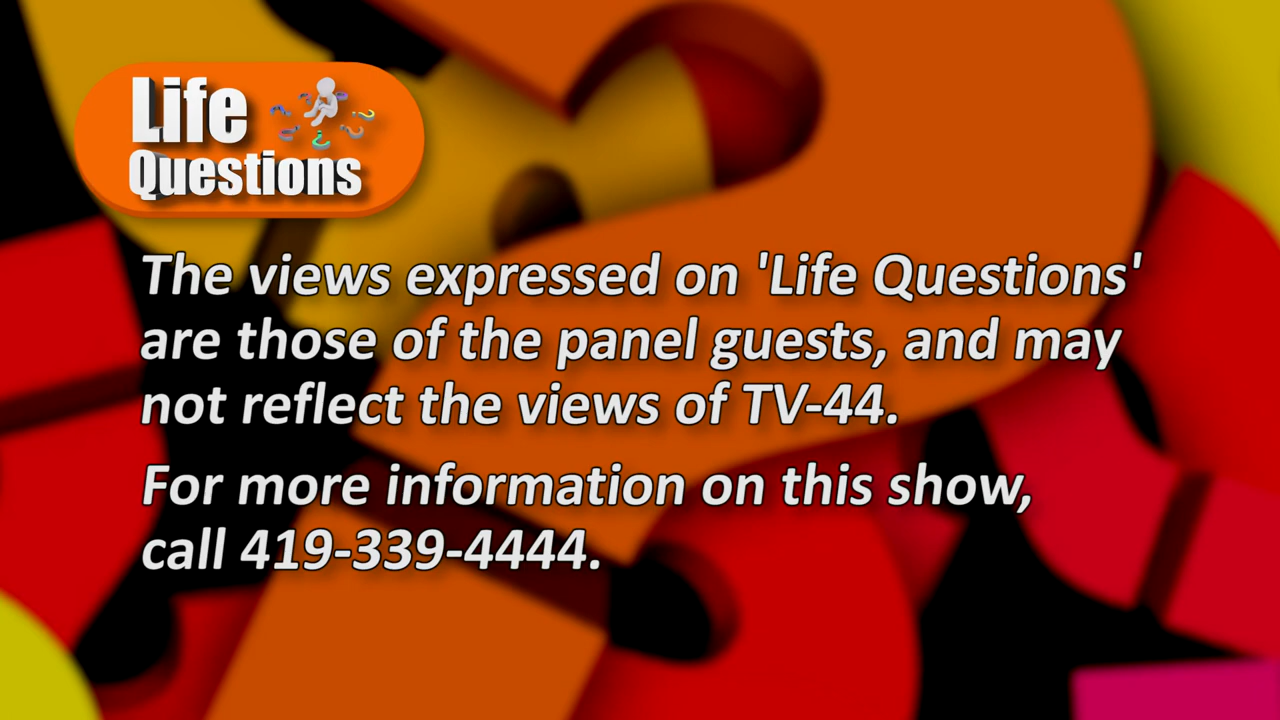 Life
Questions
The views expressed on 'Life Questions'
are those of the panel guests, and may
not reflect the views of TV-44.
For more information on this show,
call 419-339-4444.